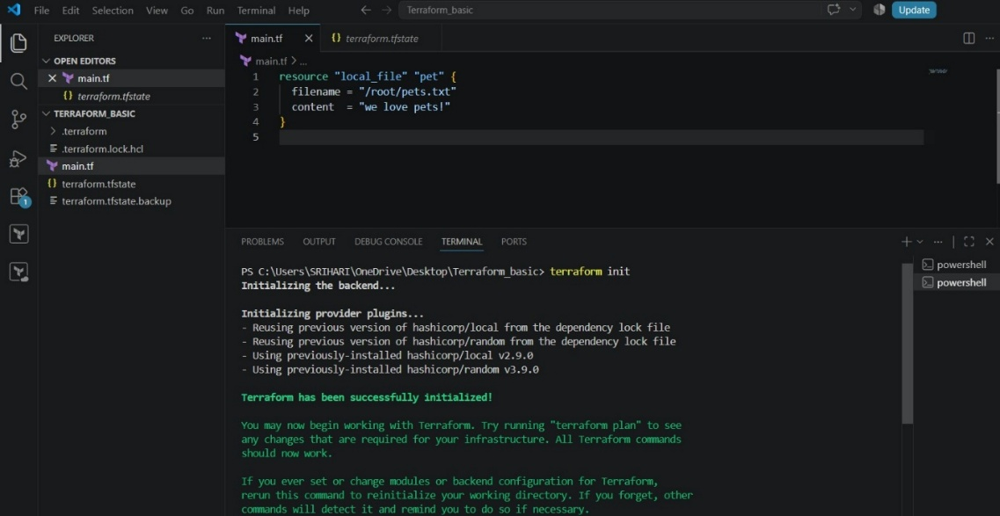 File Edit Selection View Go Run Terminal Help
Terraform_basic
Update
EXPLORER
OPEN EDITORS
main.tf
terraform.tfstate
TERRAFORM_BASIC
.terraform
.terraform.lock.hcl
main.tf
terraform.tfstate
terraform.tfstate.backup
1
main.tf
terraform.tfstate
main.tf > ...
1 resource "local_file" "pet" {
2 filename = "/root/pets.txt"
3 content = "we love pets!"
4 }
5
PROBLEMS OUTPUT DEBUG CONSOLE TERMINAL PORTS
PS C:\Users\SRIHARI\OneDrive\Desktop\Terraform_basic> terraform init
Initializing the backend...
Initializing provider plugins...
- Reusing previous version of hashicorp/local from the dependency lock file
- Reusing previous version of hashicorp/random from the dependency lock file
- Using previously-installed hashicorp/local v2.9.0
- Using previously-installed hashicorp/random v3.9.0
Terraform has been successfully initialized!
You may now begin working with Terraform. Try running "terraform plan" to see
any changes that are required for your infrastructure. All Terraform commands
should now work.
If you ever set or change modules or backend configuration for Terraform,
rerun this command to reinitialize your working directory. If you forget, other
commands will detect it and remind you to do so if necessary.
powershell
powershell